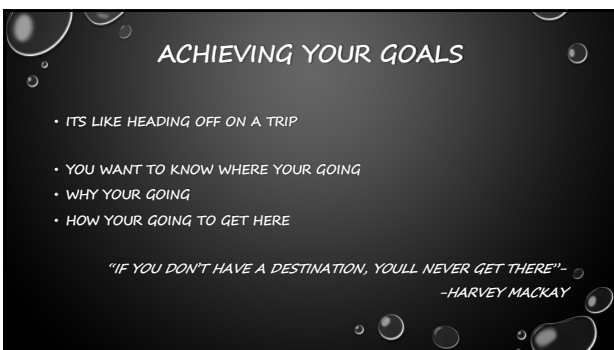 ACHIEVING YOUR GOALS
• ITS LIKE HEADING OFF ON A TRIP
• YOU WANT TO KNOW WHERE YOUR GOING
• WHY YOUR GOING
• HOW YOUR GOING TO GET HERE
“IF YOU DON’T HAVE A DESTINATION, YOULL NEVER GET THERE”-
-HARVEY MACKAY